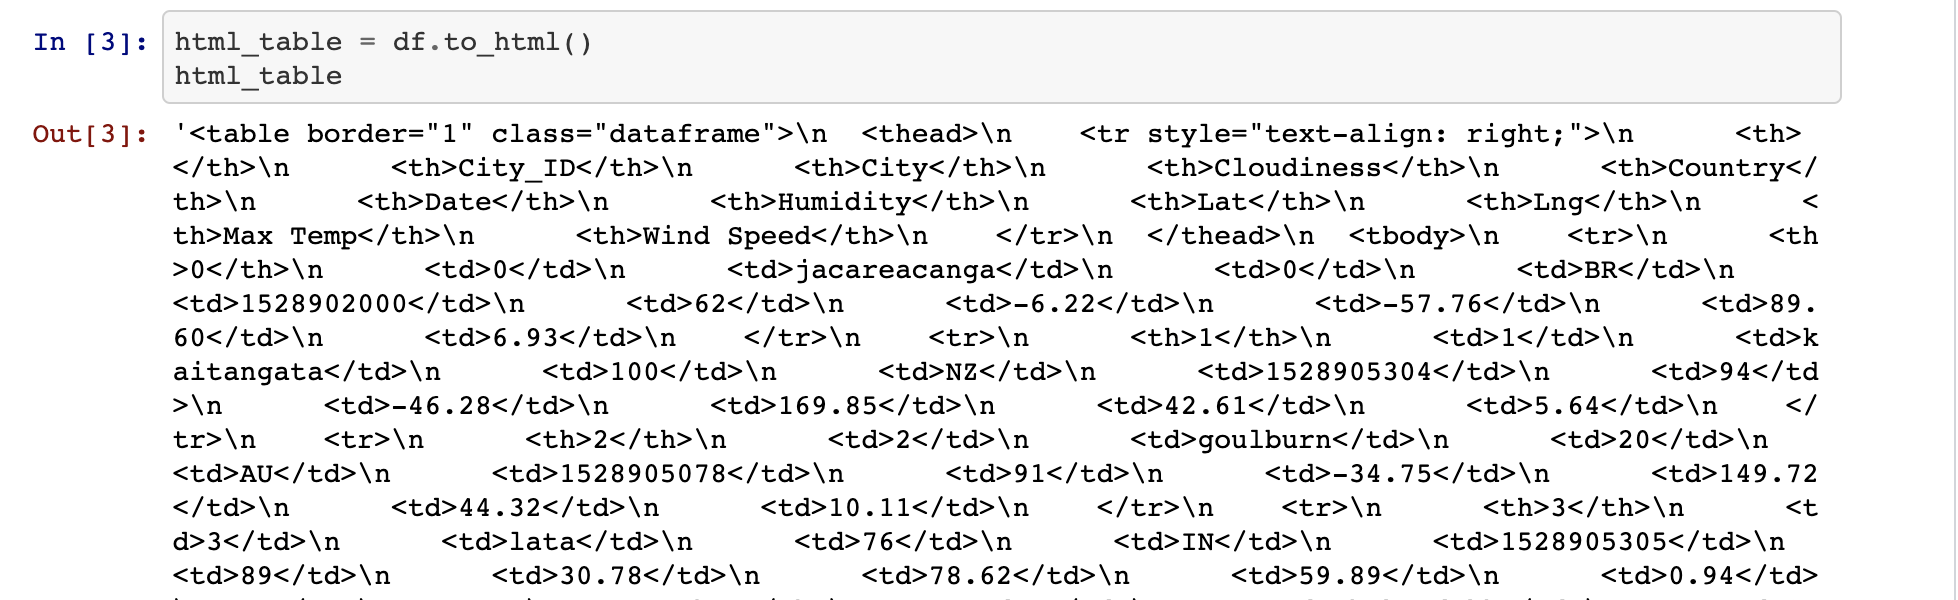 In [3]: html_table = df.to_html()
html_table
Out[3]: '<table border="1" class="dataframe">\n  <thead>\n    <tr style="text-align: right;">\n      <th>
</th>\n      <th>City_ID</th>\n      <th>City</th>\n      <th>Cloudiness</th>\n      <th>Country</
th>\n      <th>Date</th>\n      <th>Humidity</th>\n      <th>Lat</th>\n      <th>Lng</th>\n      <
th>Max Temp</th>\n      <th>Wind Speed</th>\n    </tr>\n  </thead>\n  <tbody>\n    <tr>\n      <th
>0</th>\n      <td>0</td>\n      <td>jacareacanga</td>\n      <td>0</td>\n      <td>BR</td>\n
<td>1528902000</td>\n      <td>62</td>\n      <td>-6.22</td>\n      <td>-57.76</td>\n      <td>89.
60</td>\n      <td>6.93</td>\n    </tr>\n    <tr>\n      <th>1</th>\n      <td>1</td>\n      <td>k
aitangata</td>\n      <td>100</td>\n      <td>NZ</td>\n      <td>1528905304</td>\n      <td>94</td
>\n      <td>-46.28</td>\n      <td>169.85</td>\n      <td>42.61</td>\n      <td>5.64</td>\n    </
tr>\n    <tr>\n      <th>2</th>\n      <td>2</td>\n      <td>goulburn</td>\n      <td>20</td>\n
<td>AU</td>\n      <td>1528905078</td>\n      <td>91</td>\n      <td>-34.75</td>\n      <td>149.72
</td>\n      <td>44.32</td>\n      <td>10.11</td>\n    </tr>\n    <tr>\n      <th>3</th>\n      <t
d>3</td>\n      <td>lata</td>\n      <td>76</td>\n      <td>IN</td>\n      <td>1528905305</td>\n
<td>89</td>\n      <td>30.78</td>\n      <td>78.62</td>\n      <td>59.89</td>\n      <td>0.94</td>